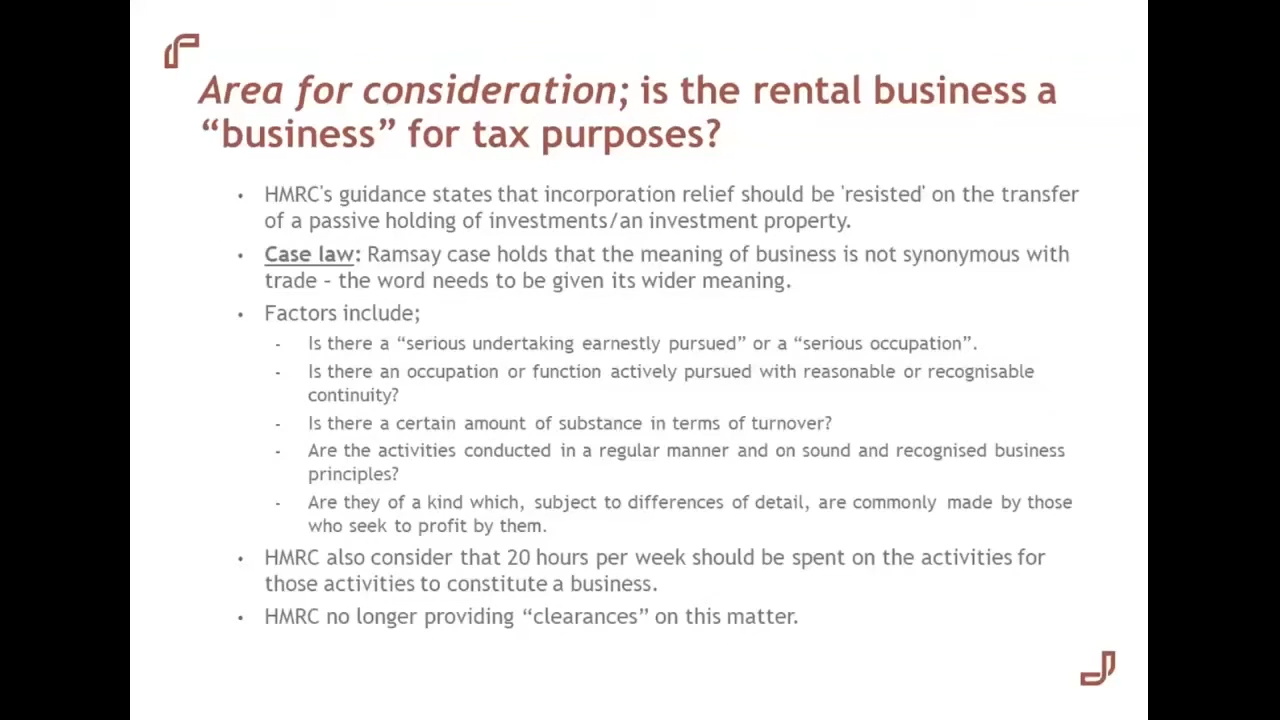 Area for consideration; is the rental business a
“business” for tax purposes?
• HMRC's guidance states that incorporation relief should be 'resisted' on the transfer
of a passive holding of investments/an investment property.
• Case law: Ramsay case holds that the meaning of business is not synonymous with
trade – the word needs to be given its wider meaning.
• Factors include;
- Is there a “serious undertaking earnestly pursued” or a “serious occupation”.
- Is there an occupation or function actively pursued with reasonable or recognisable
continuity?
- Is there a certain amount of substance in terms of turnover?
- Are the activities conducted in a regular manner and on sound and recognised business
principles?
- Are they of a kind which, subject to differences of detail, are commonly made by those
who seek to profit by them.
• HMRC also consider that 20 hours per week should be spent on the activities for
those activities to constitute a business.
• HMRC no longer providing “clearances” on this matter.